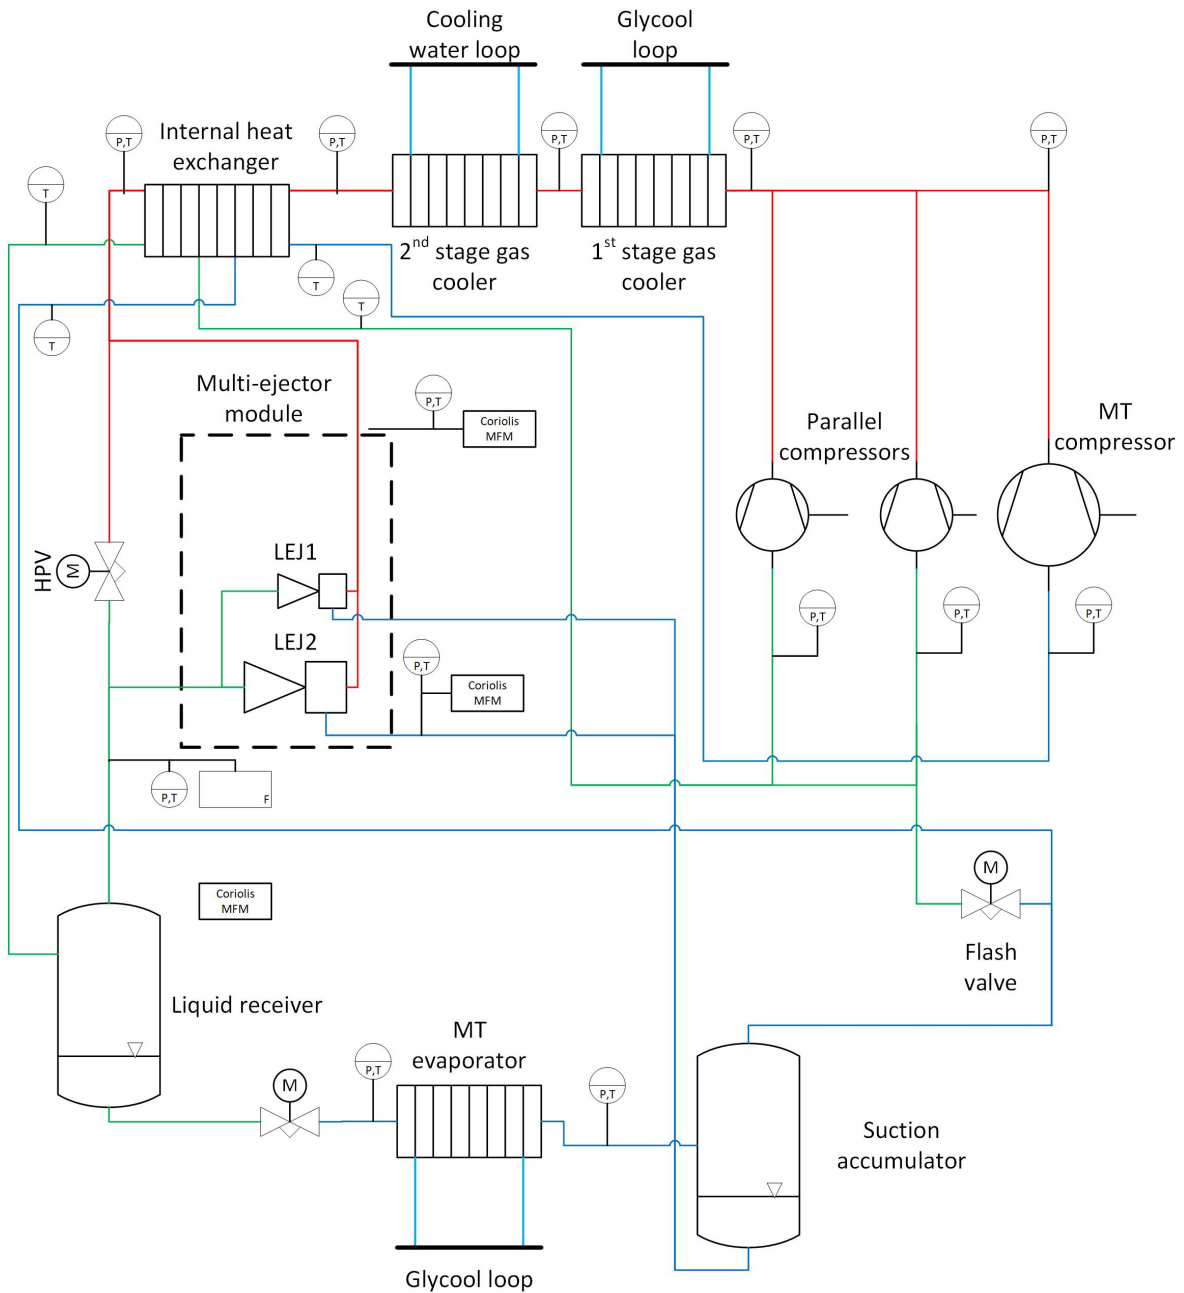 Cooling
water loop
Glycool
loop
P,T
Internal heat
exchanger
P,T
P,T
P,T
P,T
T
2nd stage gas
cooler
1st stage gas
cooler
T
T
T
Multi-ejector
module
P,T
Coriolis
MFM
Parallel
compressors
MT
compressor
HPV
M
LEJ1
LEJ2
P,T
P,T
P,T
P,T
Coriolis
MFM
P,T
F
Coriolis
MFM
M
Flash
valve
Liquid receiver
MT
evaporator
M
P,T
P,T
Suction
accumulator
Glycool loop